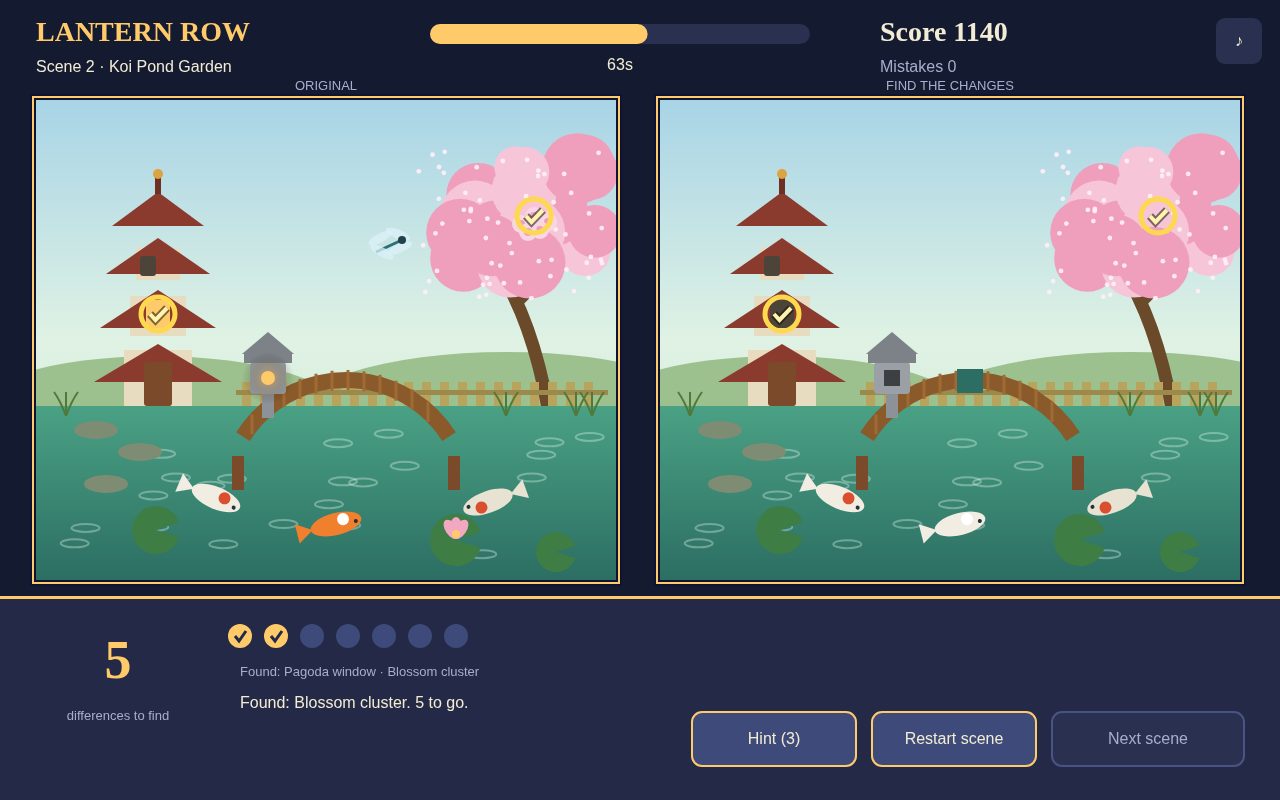 LANTERN ROW
Scene 2 · Koi Pond Garden
63s
Score 1140
Mistakes 0
♪
ORIGINAL
FIND THE CHANGES
5
differences to find
Found: Pagoda window · Blossom cluster
Found: Blossom cluster. 5 to go.
Hint (3)
Restart scene
Next scene